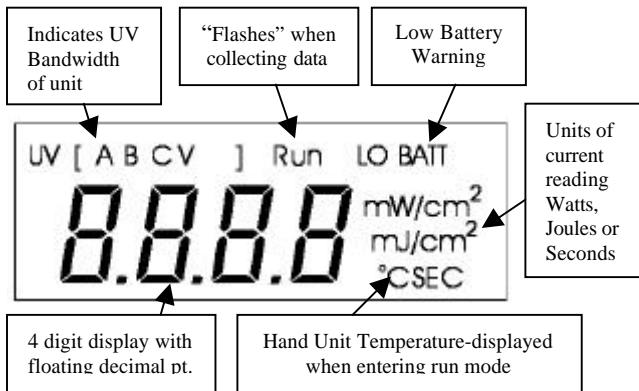 Indicates UV
Bandwidth
of unit
“Flashes” when
collecting data
Low Battery
Warning
UV [ A B C V ] Run LO BATT
8.8.8.8
mW/cm²
mJ/cm²
°C SEC
Units of
current
reading
Watts,
Joules or
Seconds
4 digit display with
floating decimal pt.
Hand Unit Temperature-displayed
when entering run mode